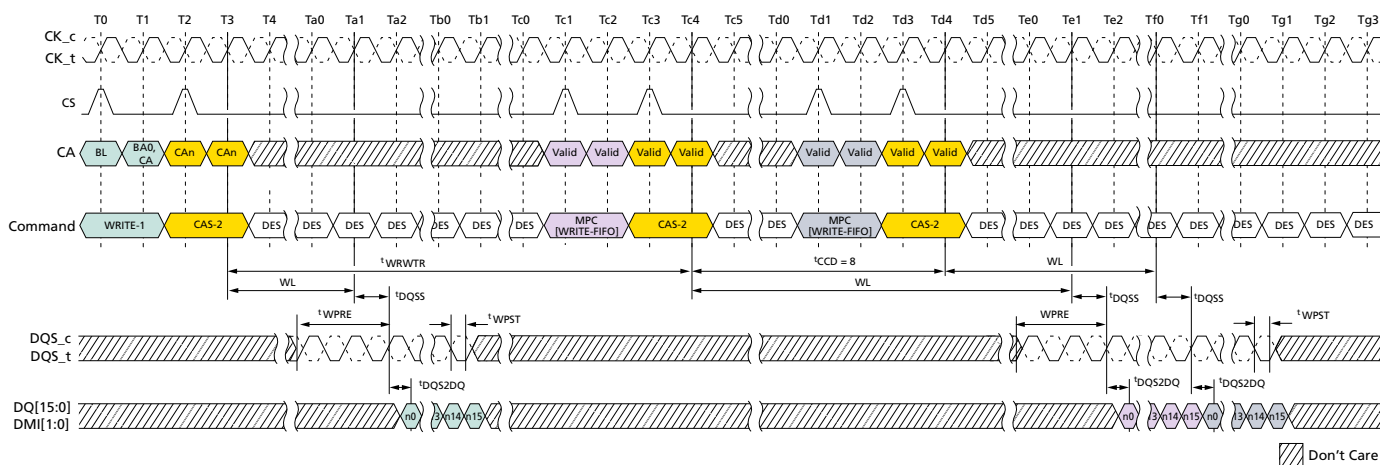 T0 T1 T2 T3 T4 Ta0 Ta1 Ta2 Tb0 Tb1 Tc0 Tc1 Tc2 Tc3 Tc4 Tc5 Td0 Td1 Td2 Td3 Td4 Td5 Te0 Te1 Te2 Tf0 Tf1 Tg0 Tg1 Tg2 Tg3
CK_c
CK_t
CS
CA BL BA0, CA CAn CAn Valid Valid Valid Valid Valid Valid Valid Valid
Command WRITE-1 CAS-2 DES DES DES DES DES DES DES DES MPC [WRITE-FIFO] CAS-2 DES DES MPC [WRITE-FIFO] CAS-2 DES DES DES DES DES DES DES DES DES DES
tWRWTR tCCD = 8 WL
WL WL
tDQSS tDQSS tDQSS
tWPRE tWPST WPRE tWPST
DQS_c
DQS_t
tDQS2DQ tDQS2DQ tDQS2DQ
DQ[15:0]
DMI[1:0]
n0 13 n14 n15 n0 13 n14 n15 n0 13 n14 n15
Don't Care